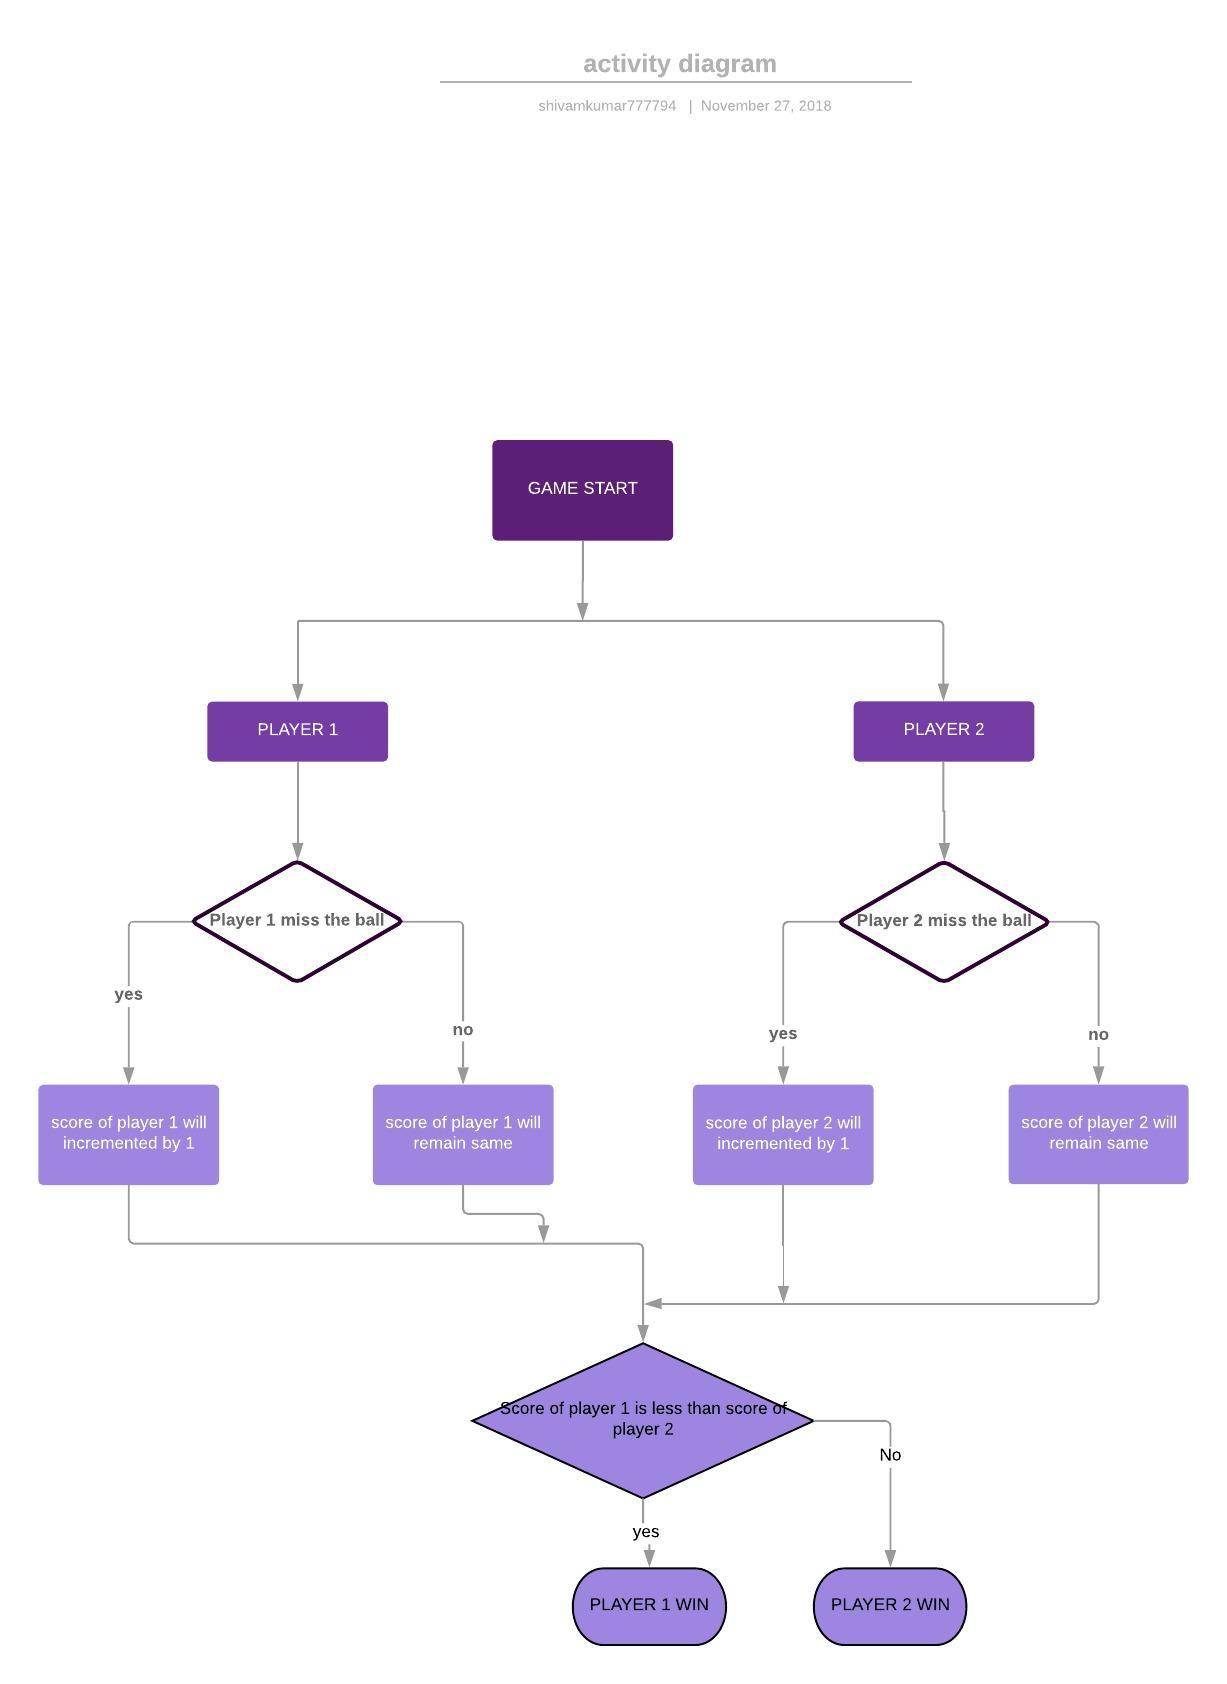 activity diagram
shivamkumar777794 | November 27, 2018
GAME START
PLAYER 1
PLAYER 2
Player 1 miss the ball
Player 2 miss the ball
yes
no
yes
no
score of player 1 will
incremented by 1
score of player 1 will
remain same
score of player 2 will
incremented by 1
score of player 2 will
remain same
Score of player 1 is less than score of
player 2
No
yes
PLAYER 1 WIN
PLAYER 2 WIN